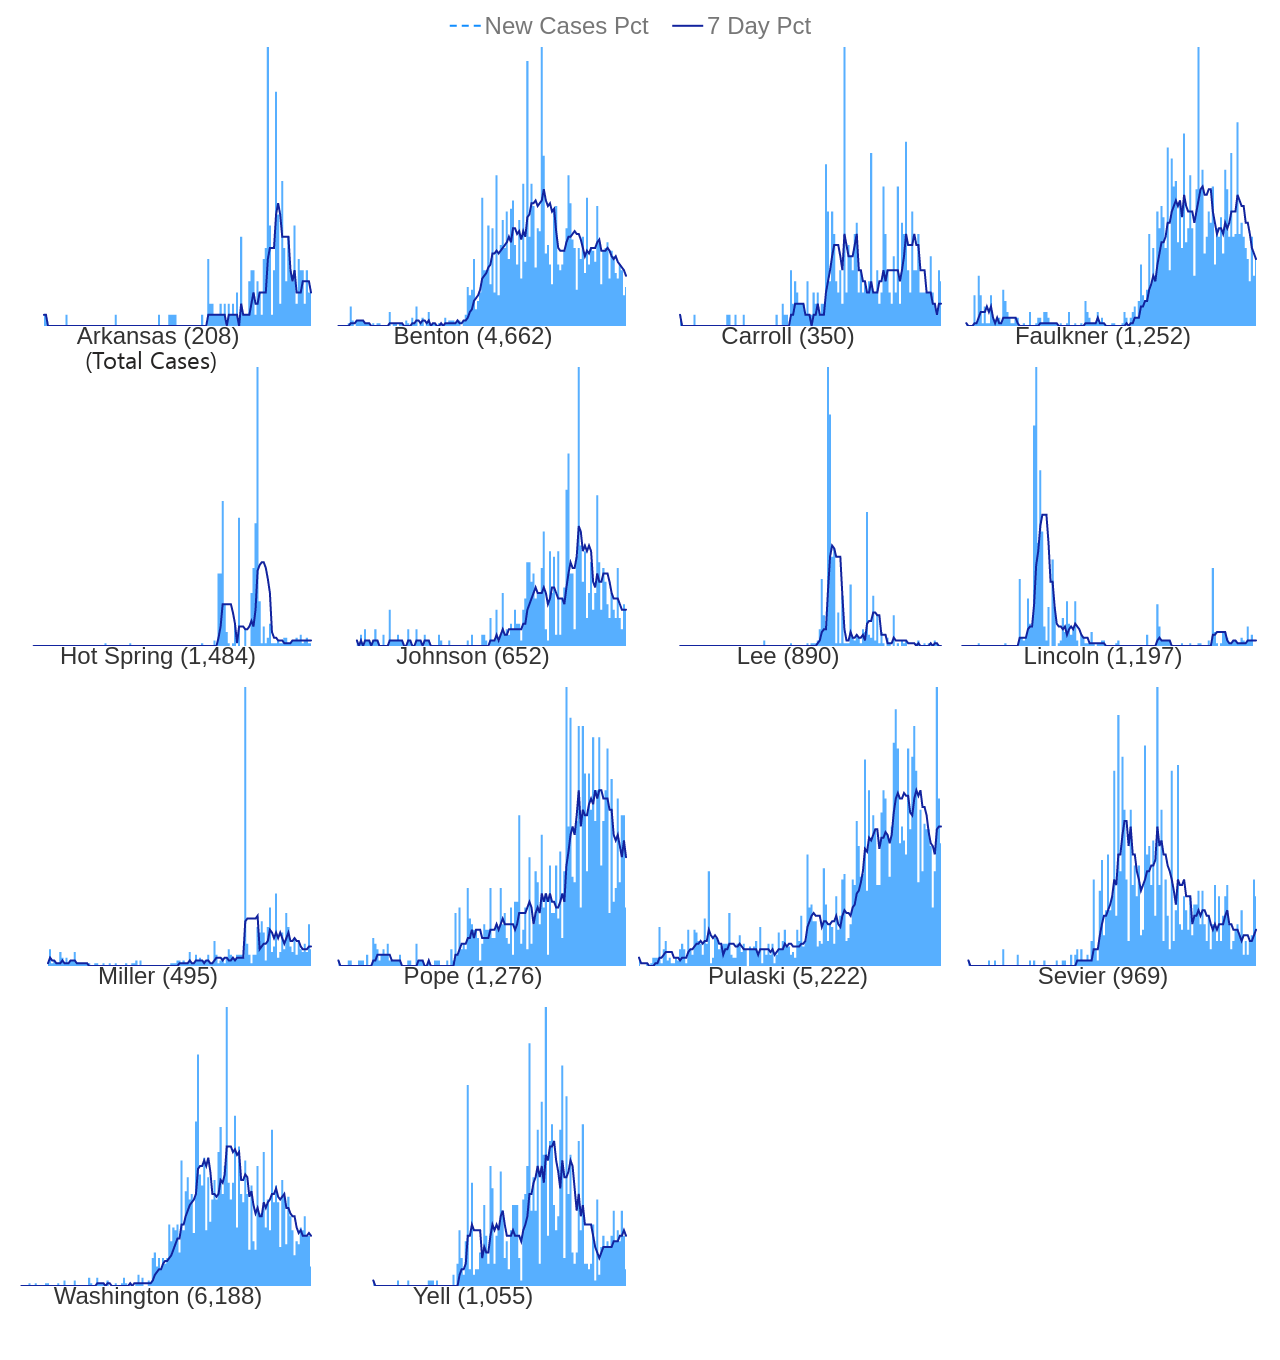 New Cases Pct 7 Day Pct
Arkansas (208) Benton (4,662) Carroll (350) Faulkner (1,252)
(Total Cases)
Hot Spring (1,484) Johnson (652) Lee (890) Lincoln (1,197)
Miller (495) Pope (1,276) Pulaski (5,222) Sevier (969)
Washington (6,188) Yell (1,055)